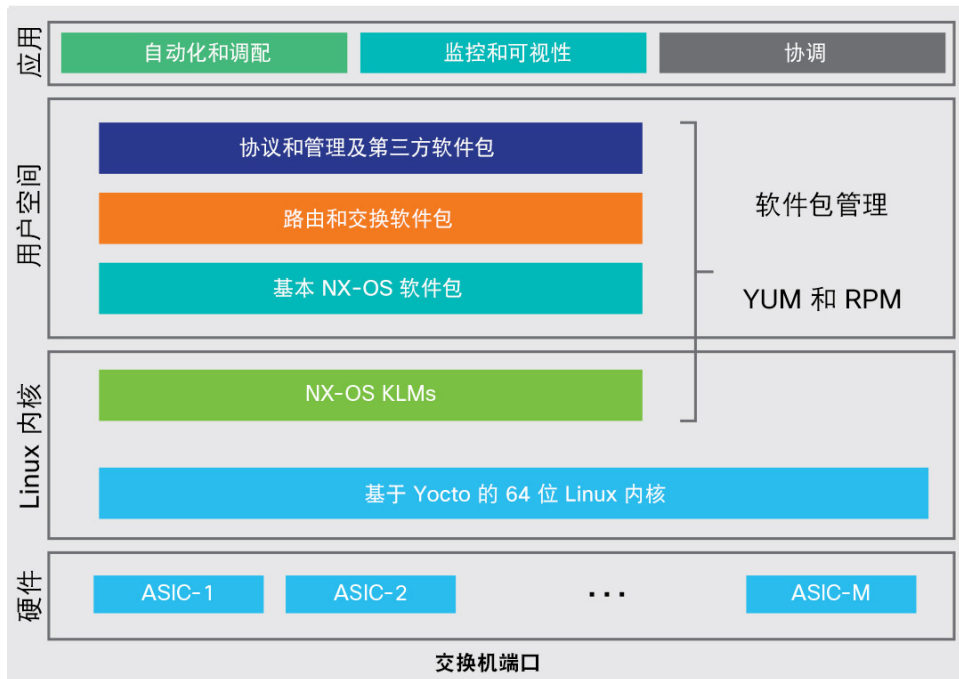 应用
自动化和调配
监控和可视性
协调
用户空间
协议和管理及第三方软件包
路由和交换软件包
基本 NX-OS 软件包
软件包管理
YUM 和 RPM
Linux 内核
NX-OS KLMs
基于 Yocto 的 64 位 Linux 内核
硬件
ASIC-1
ASIC-2
...
ASIC-M
交换机端口